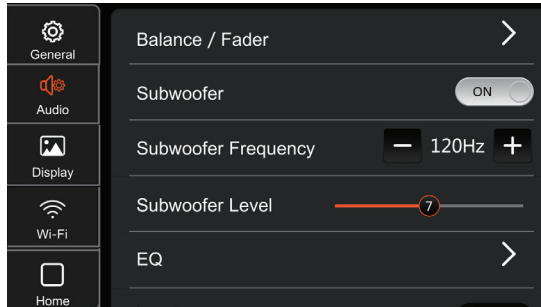 General
Audio
Display
Wi-Fi
Home
Balance / Fader
Subwoofer
ON
Subwoofer Frequency
120Hz
Subwoofer Level
7
EQ